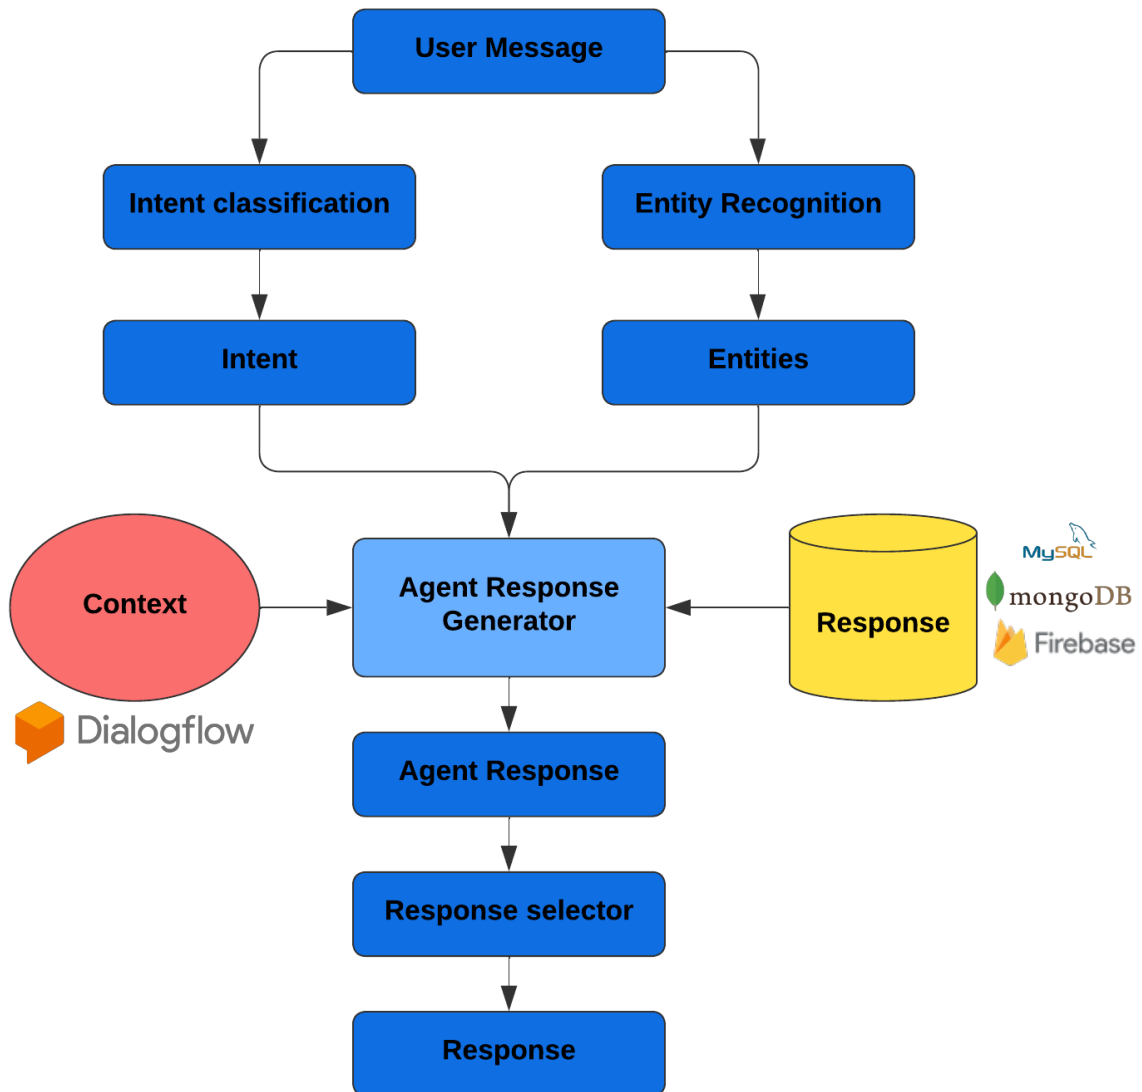 User Message
Intent classification
Entity Recognition
Intent
Entities
Context
Agent Response
Generator
Response
MySQL
mongoDB
Firebase
Dialogflow
Agent Response
Response selector
Response